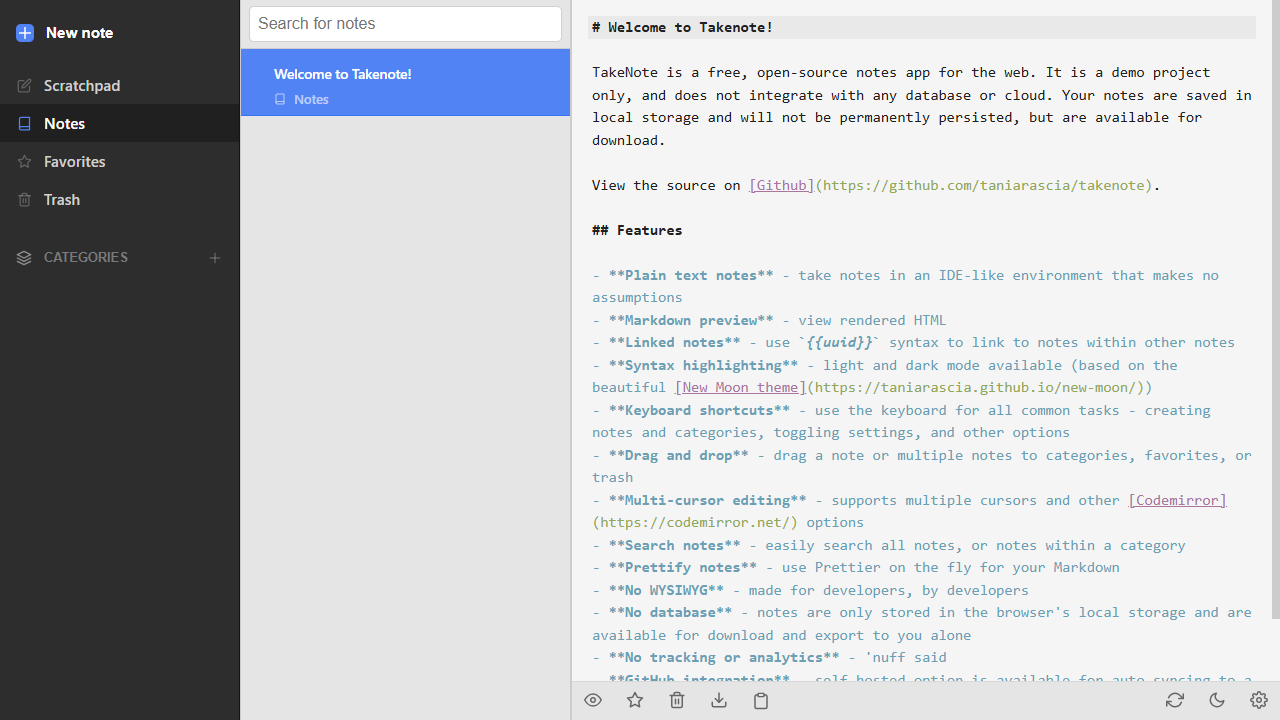 New note
Scratchpad
Notes
Favorites
Trash
CATEGORIES
Search for notes
Welcome to Takenote!
Notes
# Welcome to Takenote!
TakeNote is a free, open-source notes app for the web. It is a demo project
only, and does not integrate with any database or cloud. Your notes are saved in
local storage and will not be permanently persisted, but are available for
download.
View the source on [Github](https://github.com/taniarascia/takenote).
## Features
- **Plain text notes** - take notes in an IDE-like environment that makes no
assumptions
- **Markdown preview** - view rendered HTML
- **Linked notes** - use `{{uuid}}` syntax to link to notes within other notes
- **Syntax highlighting** - light and dark mode available (based on the
beautiful [New Moon theme](https://taniarascia.github.io/new-moon/))
- **Keyboard shortcuts** - use the keyboard for all common tasks - creating
notes and categories, toggling settings, and other options
- **Drag and drop** - drag a note or multiple notes to categories, favorites, or
trash
- **Multi-cursor editing** - supports multiple cursors and other [Codemirror]
(https://codemirror.net/) options
- **Search notes** - easily search all notes, or notes within a category
- **Prettify notes** - use Prettier on the fly for your Markdown
- **No WYSIWYG** - made for developers, by developers
- **No database** - notes are only stored in the browser's local storage and are
available for download and export to you alone
- **No tracking or analytics** - 'nuff said
- **GitHub integration** - self-hosted option is available for auto-syncing to a